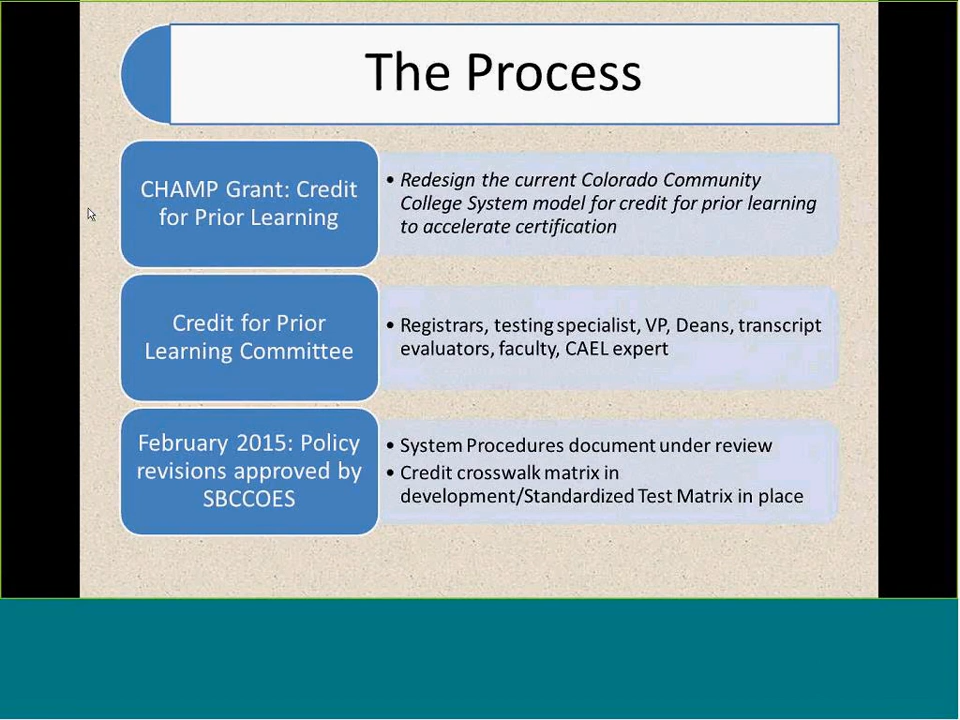 The Process
CHAMP Grant: Credit
for Prior Learning
• Redesign the current Colorado Community
College System model for credit for prior learning
to accelerate certification
Credit for Prior
Learning Committee
• Registrars, testing specialist, VP, Deans, transcript
evaluators, faculty, CAEL expert
February 2015: Policy
revisions approved by
SBCCOES
• System Procedures document under review
• Credit crosswalk matrix in
development/Standardized Test Matrix in place